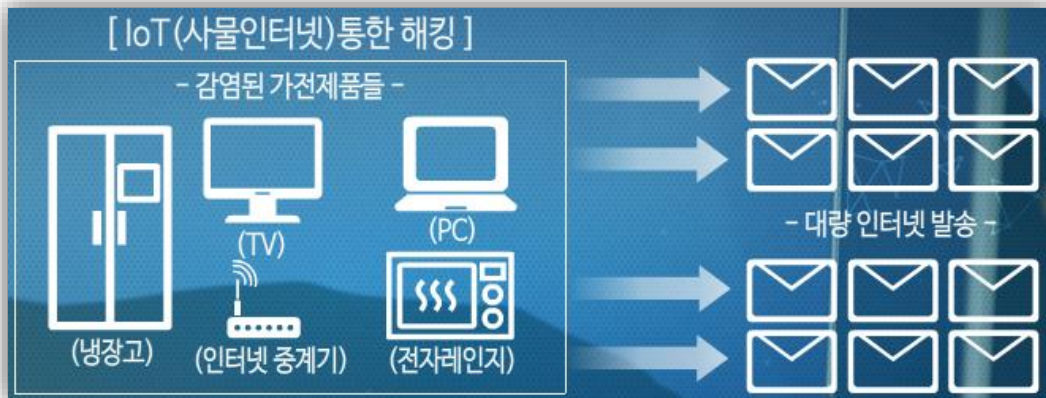 [ IoT(사물인터넷)통한 해킹 ]
- 감염된 가전제품들 -
(TV)
(PC)
(냉장고)
(인터넷 중계기)
(전자레인지)
- 대량 인터넷 발송 -